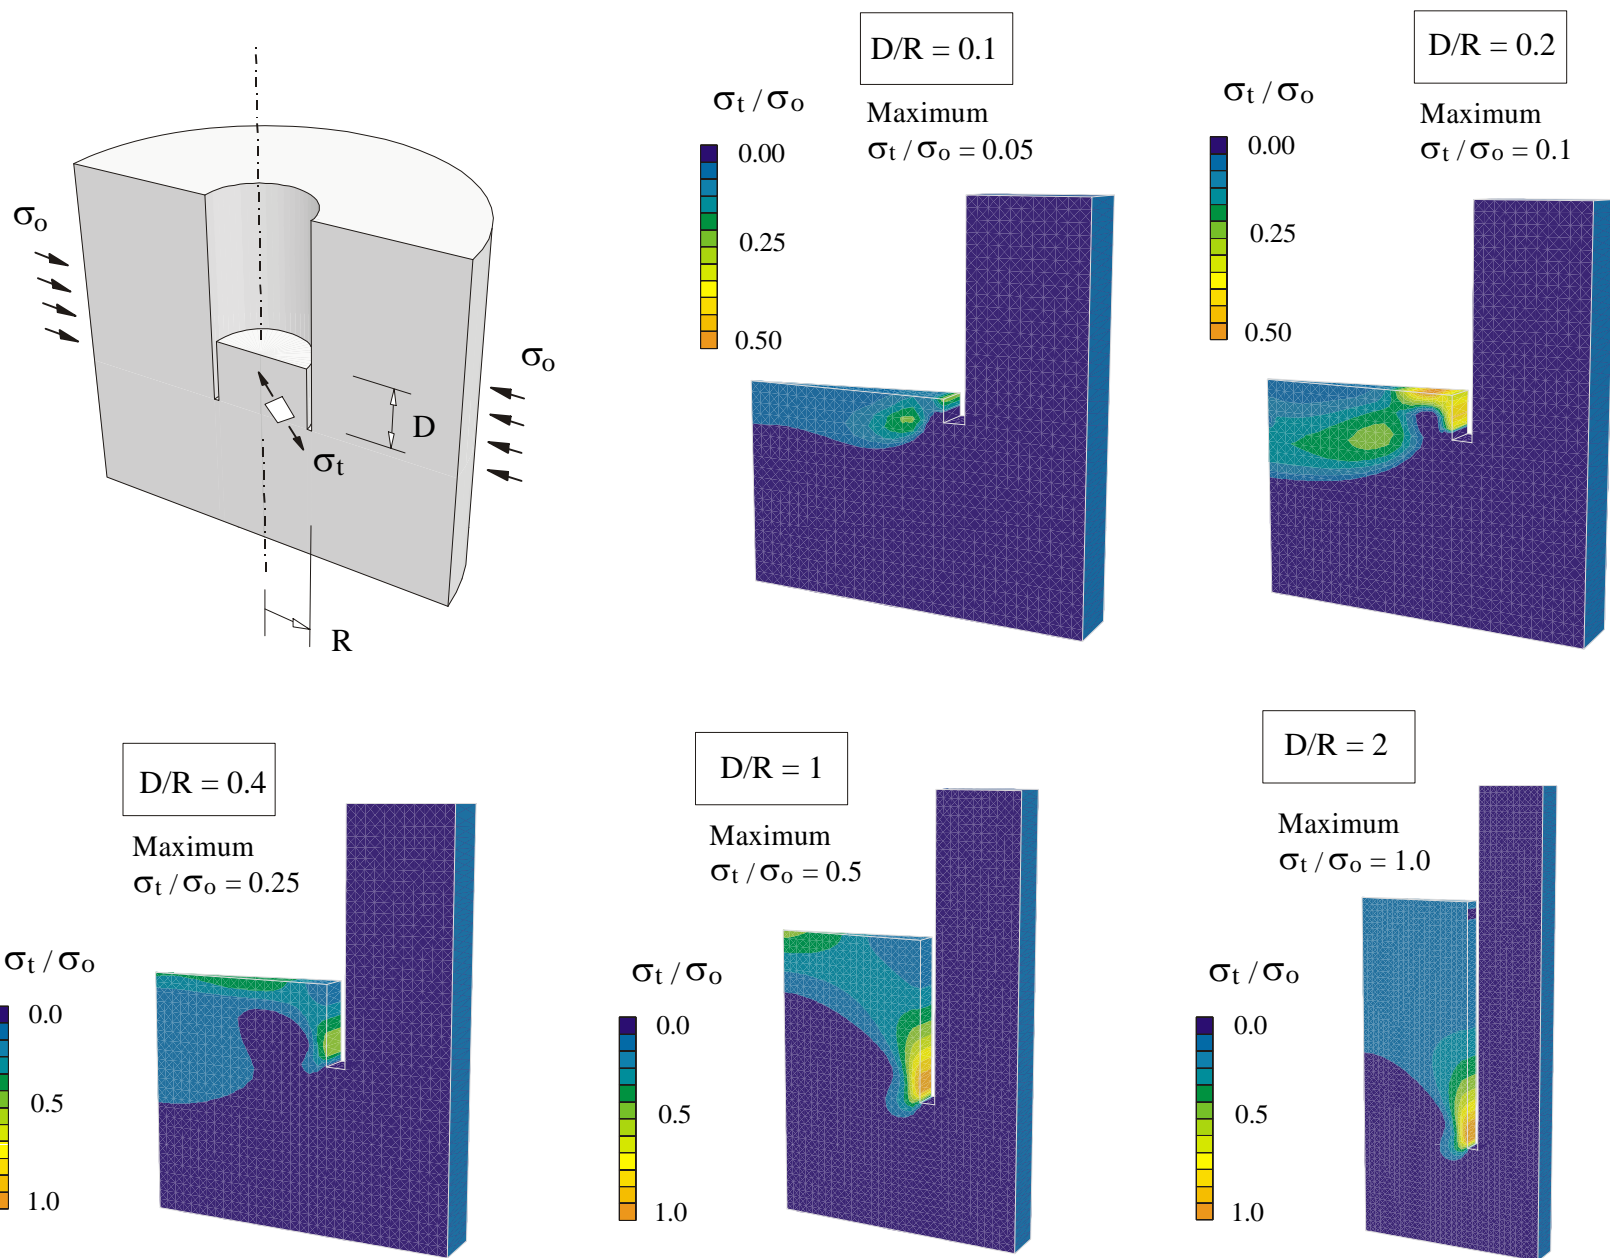 σo
σo
D
σt
R
D/R = 0.1
Maximum
σt / σo = 0.05
σt / σo
0.00
0.25
0.50
D/R = 0.2
Maximum
σt / σo = 0.1
σt / σo
0.00
0.25
0.50
D/R = 0.4
Maximum
σt / σo = 0.25
σt / σo
0.0
0.5
1.0
D/R = 1
Maximum
σt / σo = 0.5
σt / σo
0.0
0.5
1.0
D/R = 2
Maximum
σt / σo = 1.0
σt / σo
0.0
0.5
1.0